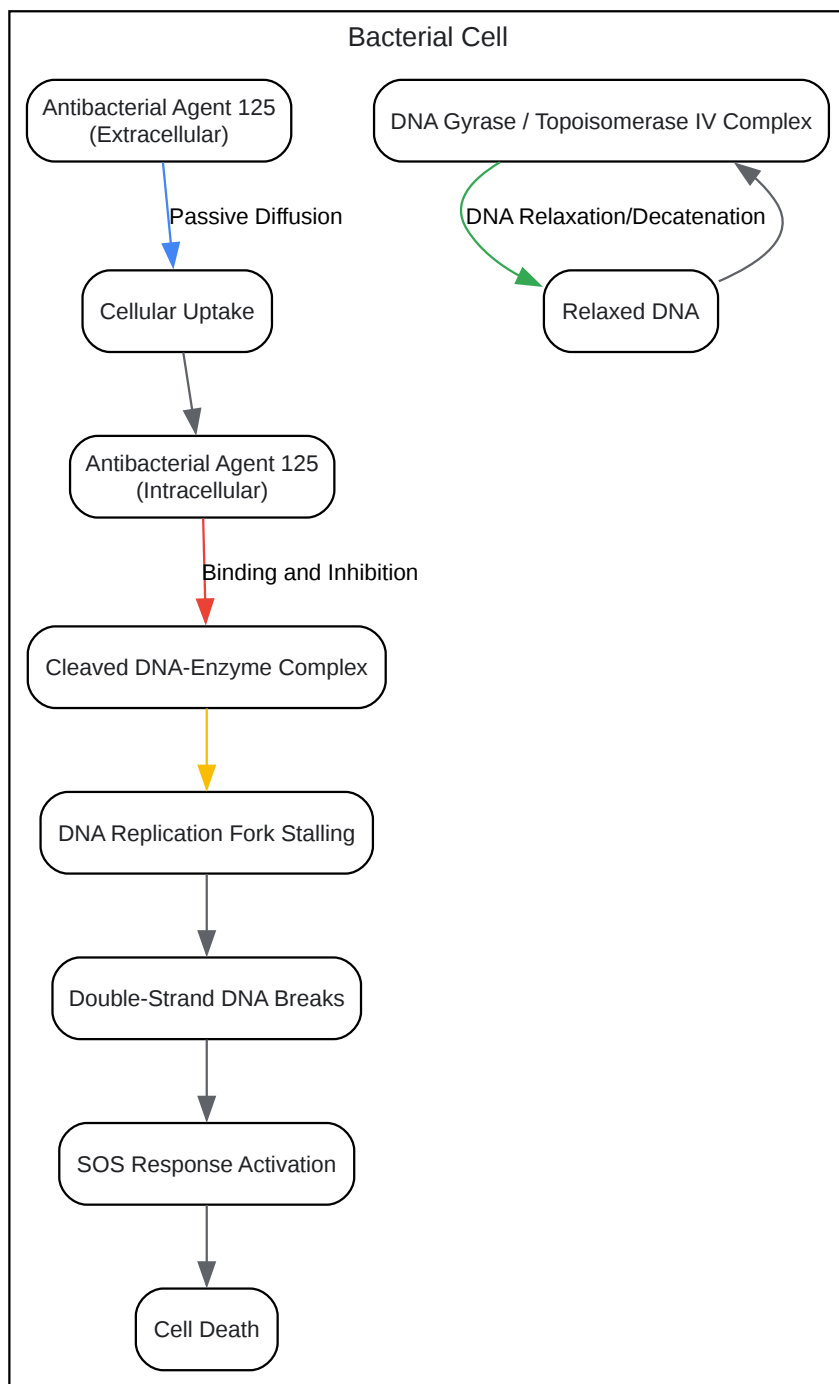 Bacterial Cell
Antibacterial Agent 125
(Extracellular)
DNA Gyrase / Topoisomerase IV Complex
Passive Diffusion
DNA Relaxation/Decatenation
Cellular Uptake
Relaxed DNA
Antibacterial Agent 125
(Intracellular)
Binding and Inhibition
Cleaved DNA-Enzyme Complex
DNA Replication Fork Stalling
Double-Strand DNA Breaks
SOS Response Activation
Cell Death